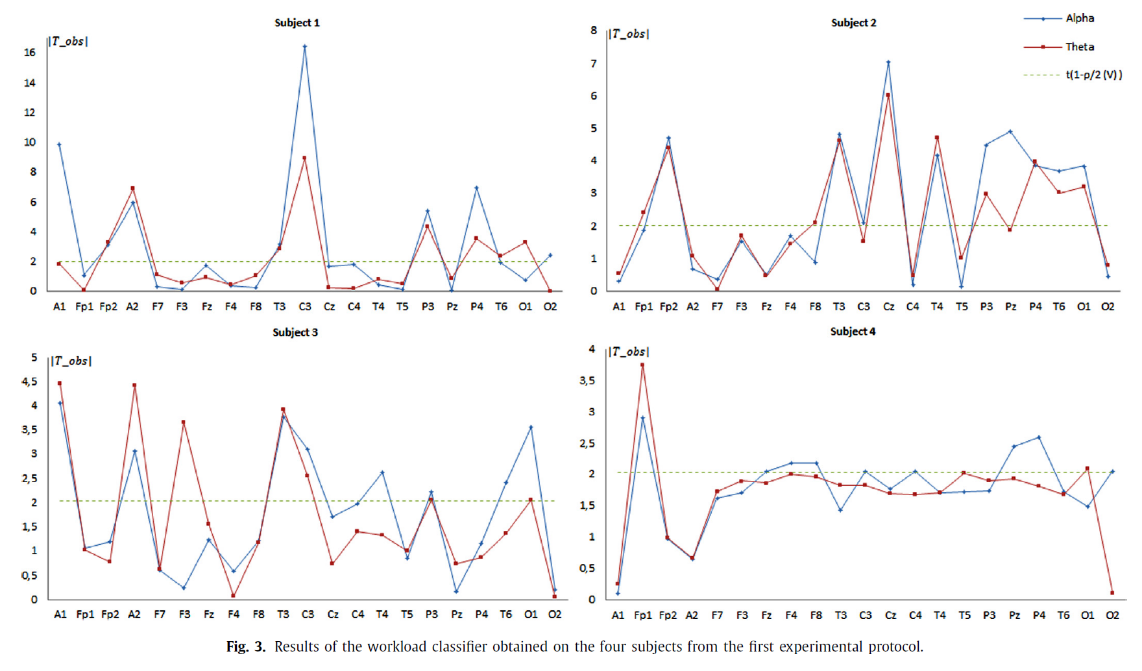 Subject 1
|T_obs|
16
14
12
10
8
6
4
2
0
A1 Fp1 Fp2 A2 F7 F3 Fz F4 F8 T3 C3 Cz C4 T4 T5 P3 Pz P4 T6 O1 O2
Subject 2
|T_obs|
8
7
6
5
4
3
2
1
0
A1 Fp1 Fp2 A2 F7 F3 Fz F4 F8 T3 C3 Cz C4 T4 T5 P3 Pz P4 T6 O1 O2
Alpha
Theta
t(1-p/2 (V) )
Subject 3
|T_obs|
5
4,5
4
3,5
3
2,5
2
1,5
1
0,5
0
A1 Fp1 Fp2 A2 F7 F3 Fz F4 F8 T3 C3 Cz C4 T4 T5 P3 Pz P4 T6 O1 O2
Subject 4
|T_obs|
4
3,5
3
2,5
2
1,5
1
0,5
0
A1 Fp1 Fp2 A2 F7 F3 Fz F4 F8 T3 C3 Cz C4 T4 T5 P3 Pz P4 T6 O1 O2
Fig. 3. Results of the workload classifier obtained on the four subjects from the first experimental protocol.